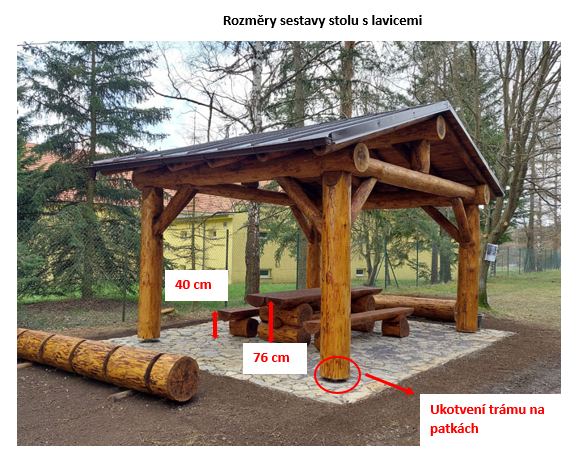 Rozměry sestavy stolu s lavicemi
40 cm
76 cm
Ukotvení trámu na
patkách